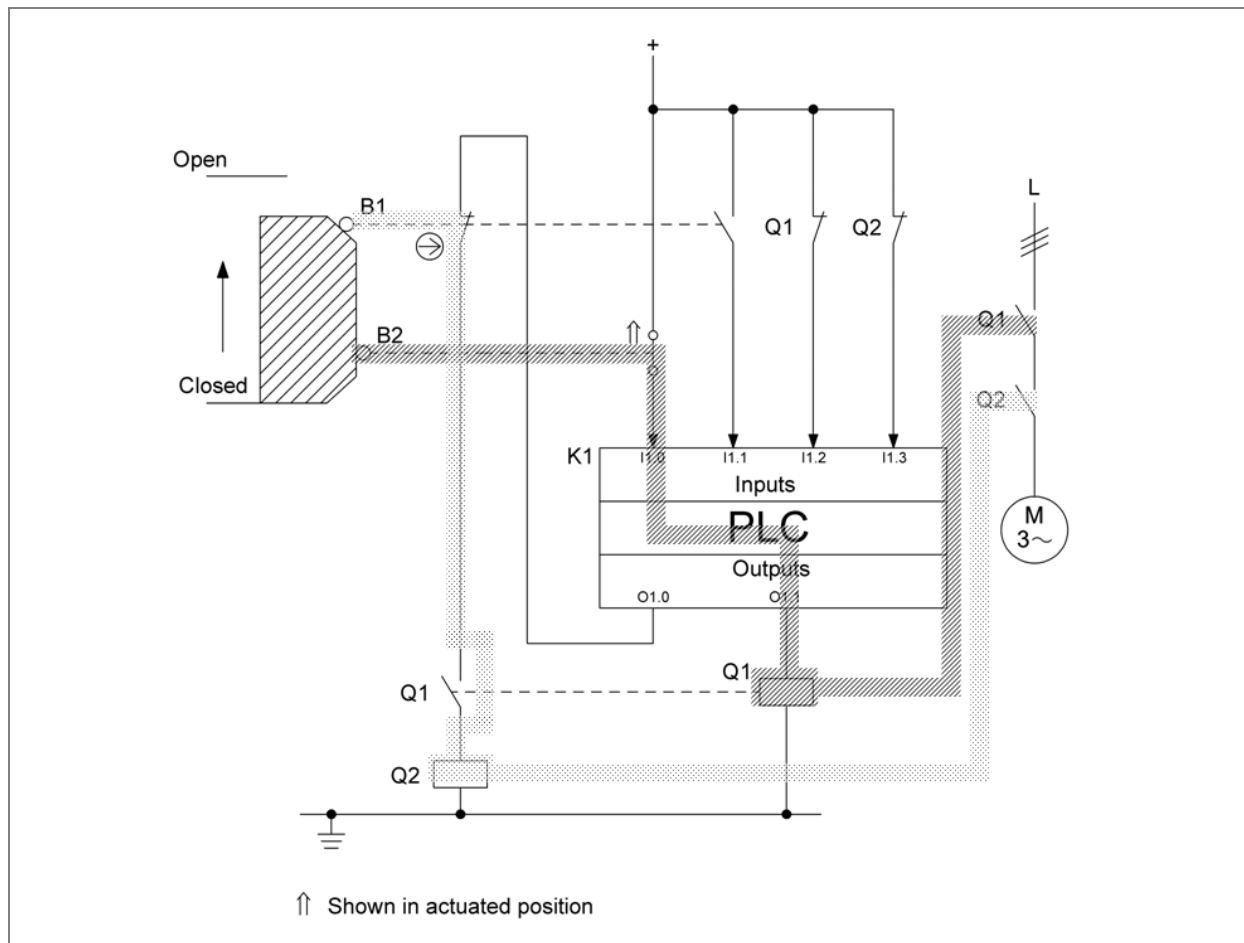 +
Open
L
B1
Q1
Q2
Q1
B2
Closed
Q2
K1
I1.0
I1.1
I1.2
I1.3
Inputs
M
3~
PLC
Outputs
O1.0
O1.1
Q1
Q1
Q2
⇑ Shown in actuated position